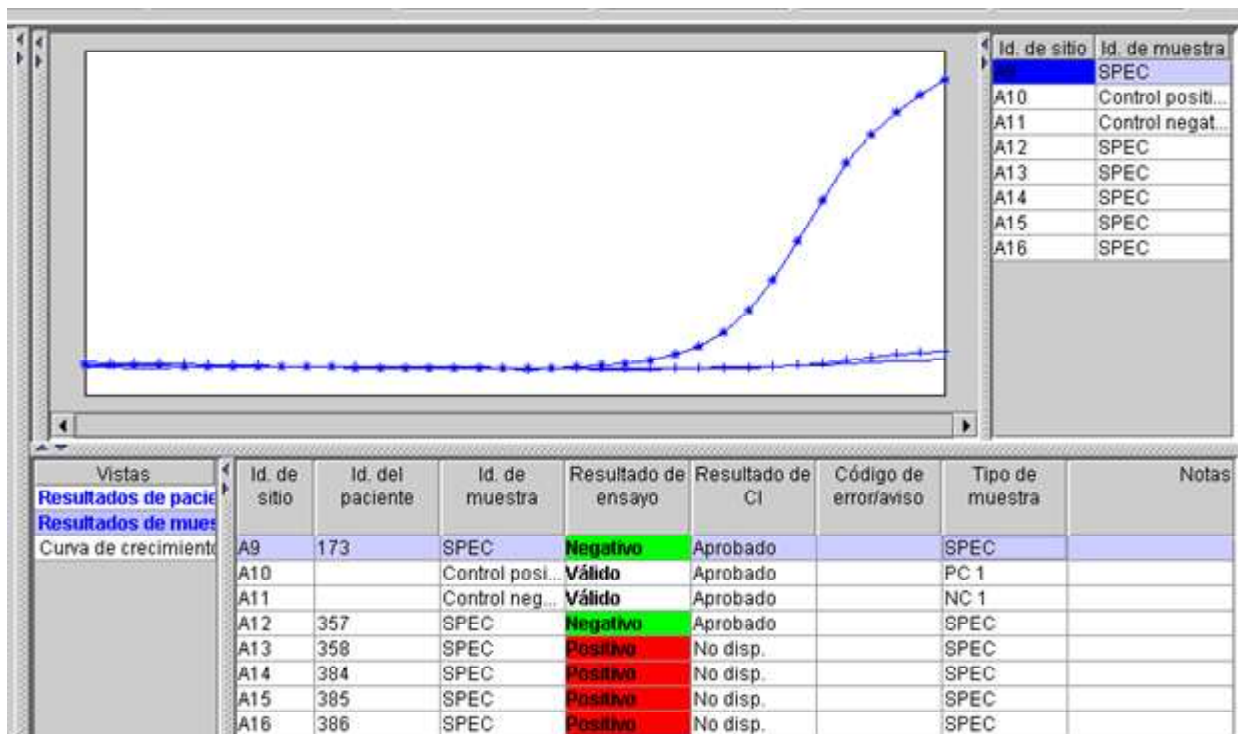 Id. de sitio Id. de muestra
A9 SPEC
A10 Control positi...
A11 Control negat...
A12 SPEC
A13 SPEC
A14 SPEC
A15 SPEC
A16 SPEC
Vistas
Resultados de pacie
Resultados de mues
Curva de crecimiento
Id. de sitio Id. del paciente Id. de muestra Resultado de ensayo Resultado de CI Código de error/aviso Tipo de muestra Notas
A9 173 SPEC Negativo Aprobado SPEC
A10 Control posi... Válido Aprobado PC 1
A11 Control neg... Válido Aprobado NC 1
A12 357 SPEC Negativo Aprobado SPEC
A13 358 SPEC Positivo No disp. SPEC
A14 384 SPEC Positivo No disp. SPEC
A15 385 SPEC Positivo No disp. SPEC
A16 386 SPEC Positivo No disp. SPEC